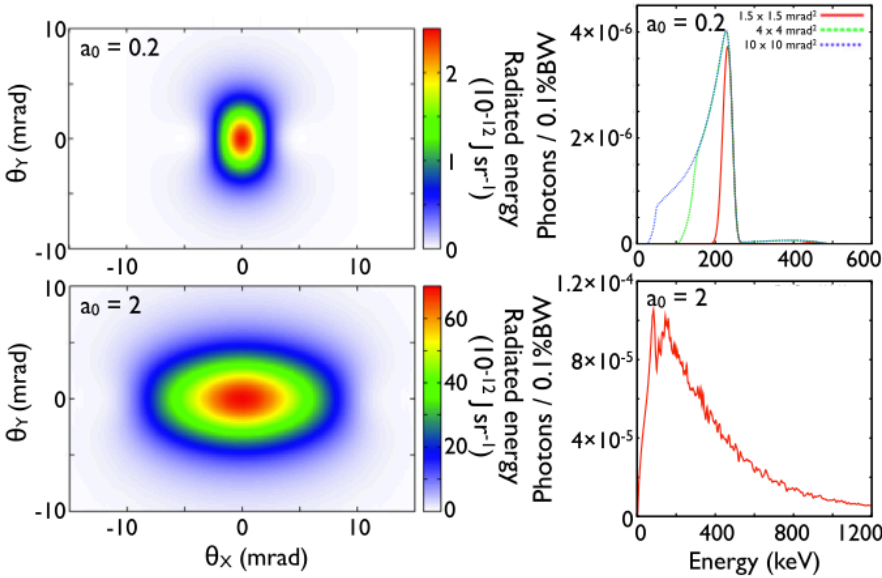 10
0
-10
θY (mrad)
a0 = 0.2
-10
0
10
2
1
0
Radiated energy
(10⁻¹² J sr⁻¹)
4×10⁻⁶
2×10⁻⁶
0
Photons / 0.1%BW
a0 = 0.2
1.5 x 1.5 mrad²
4 x 4 mrad²
10 x 10 mrad²
0
200
400
600
10
0
-10
θY (mrad)
a0 = 2
-10
0
10
θX (mrad)
60
40
20
0
Radiated energy
(10⁻¹² J sr⁻¹)
1.2×10⁻⁴
8×10⁻⁵
4×10⁻⁵
0
Photons / 0.1%BW
a0 = 2
0
400
800
1200
Energy (keV)